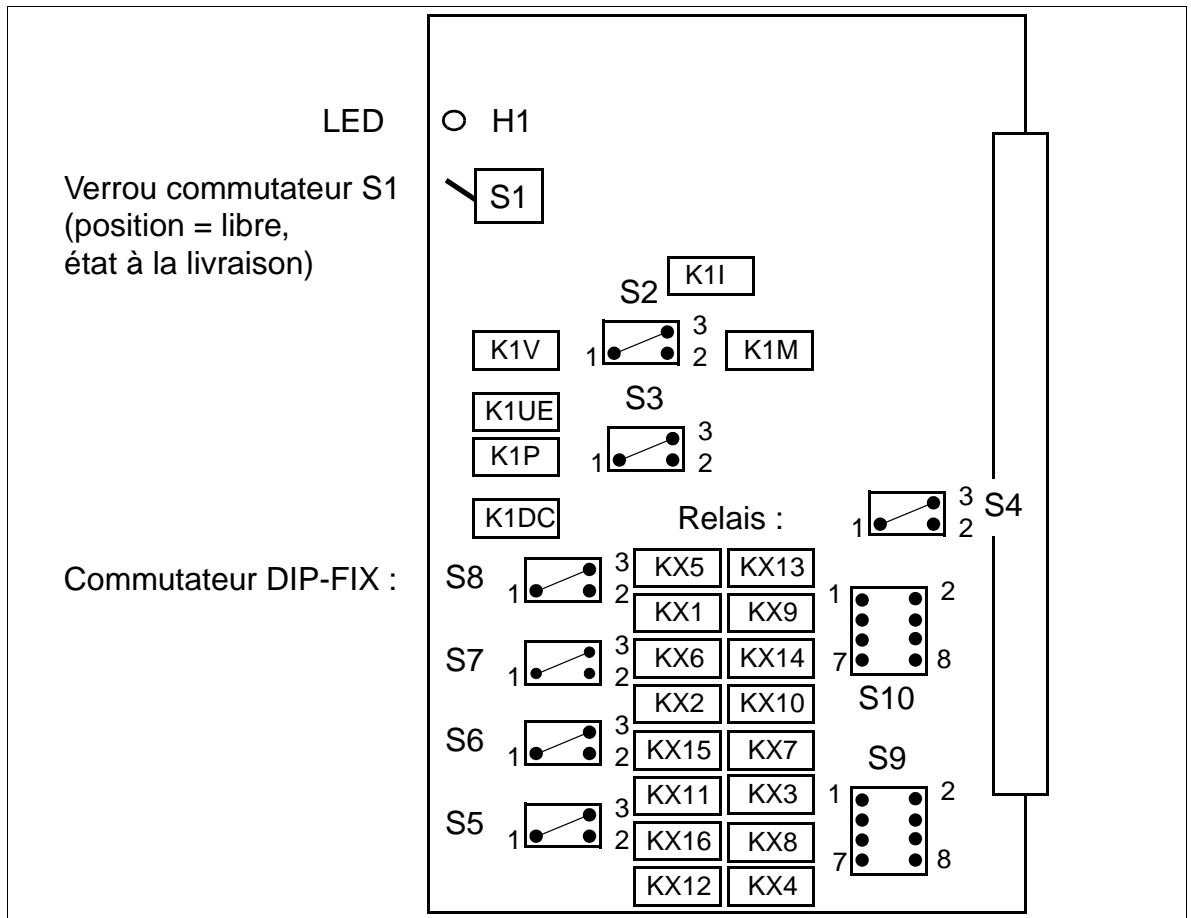 LED H1
Verrou commutateur S1
(position = libre,
état à la livraison)
S1
K1I
S2
3
K1V 1 2 K1M
K1UE S3
3
K1P 1 2
K1DC Relais : 3 S4
1 2
Commutateur DIP-FIX : S8 3
1 2
KX5 KX13
KX1 KX9
1 2
S7 3
1 2
KX6 KX14
7 8
KX2 KX10
S10
S6 3
1 2
KX15 KX7
S9
KX11 KX3
1 2
S5 3
1 2
KX16 KX8
7 8
KX12 KX4